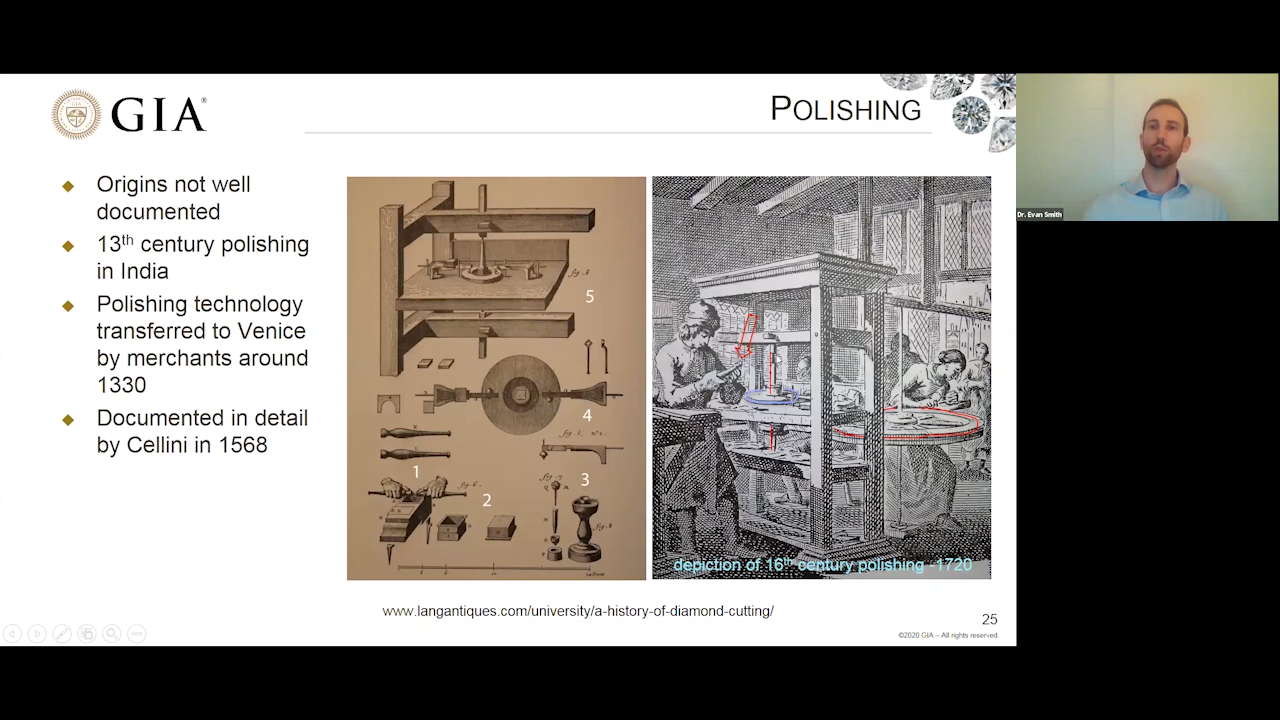 GIA®
POLISHING
Origins not well
documented
13th century polishing
in India
Polishing technology
transferred to Venice
by merchants around
1330
Documented in detail
by Cellini in 1568
5
4
1
2
3
depiction of 16th century polishing -1720
www.langantiques.com/university/a-history-of-diamond-cutting/
25
©2020 GIA – All rights reserved.
Dr. Evan Smith